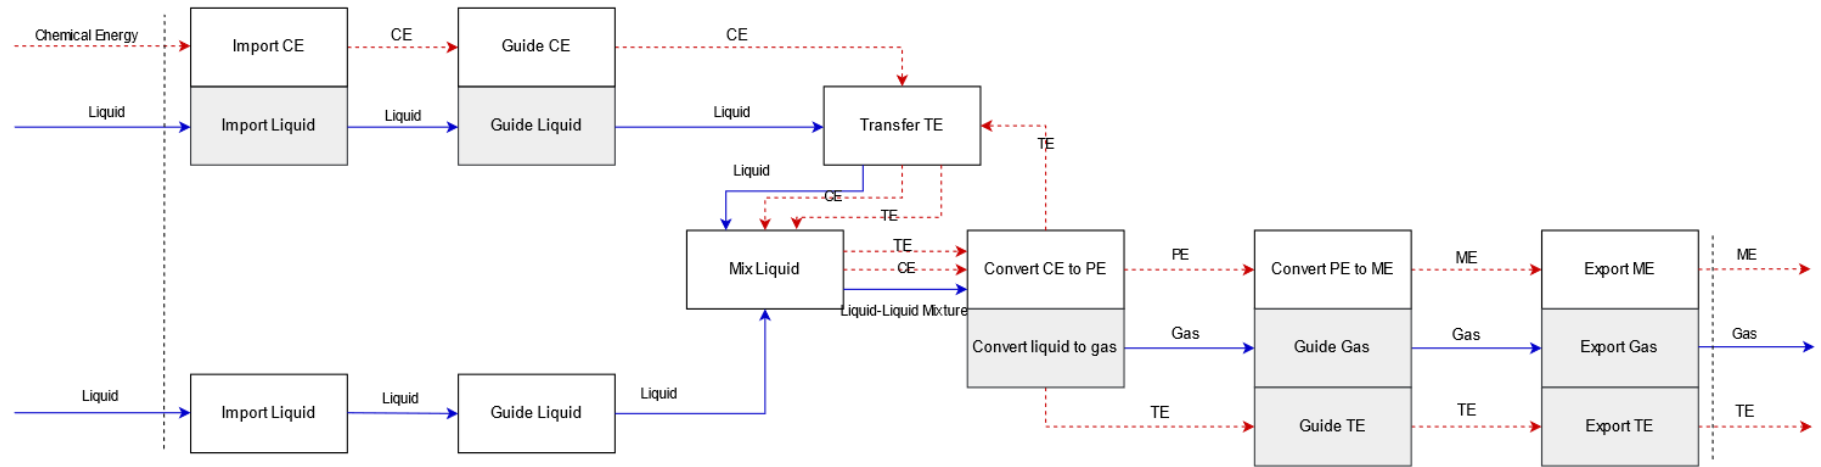 Chemical Energy
Import CE
CE
Guide CE
CE
Liquid
Import Liquid
Liquid
Guide Liquid
Liquid
Transfer TE
TE
Liquid
CE
TE
Mix Liquid
TE
CE
Liquid-Liquid Mixture
Convert CE to PE
PE
Convert PE to ME
ME
Export ME
ME
Convert liquid to gas
Gas
Guide Gas
Gas
Export Gas
Gas
Liquid
Import Liquid
Liquid
Guide Liquid
Liquid
TE
Guide TE
TE
Export TE
TE